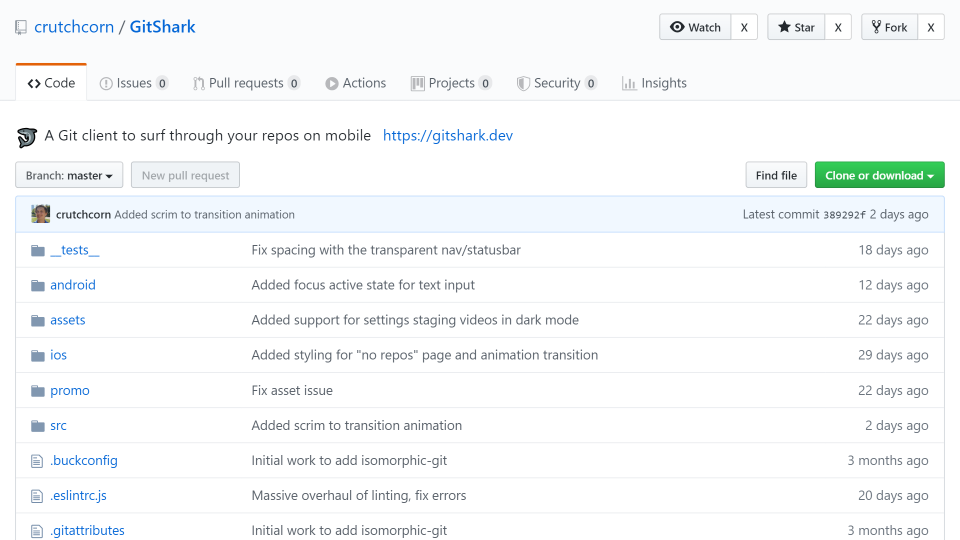 crutchcorn / GitShark
Watch X Star X Fork X
Code Issues 0 Pull requests 0 Actions Projects 0 Security 0 Insights
A Git client to surf through your repos on mobile https://gitshark.dev
Branch: master New pull request Find file Clone or download
crutchcorn Added scrim to transition animation Latest commit 389292f 2 days ago
__tests__ Fix spacing with the transparent nav/statusbar 18 days ago
android Added focus active state for text input 12 days ago
assets Added support for settings staging videos in dark mode 22 days ago
ios Added styling for "no repos" page and animation transition 29 days ago
promo Fix asset issue 22 days ago
src Added scrim to transition animation 2 days ago
.buckconfig Initial work to add isomorphic-git 3 months ago
.eslintrc.js Massive overhaul of linting, fix errors 20 days ago
.gitattributes Initial work to add isomorphic-git 3 months ago